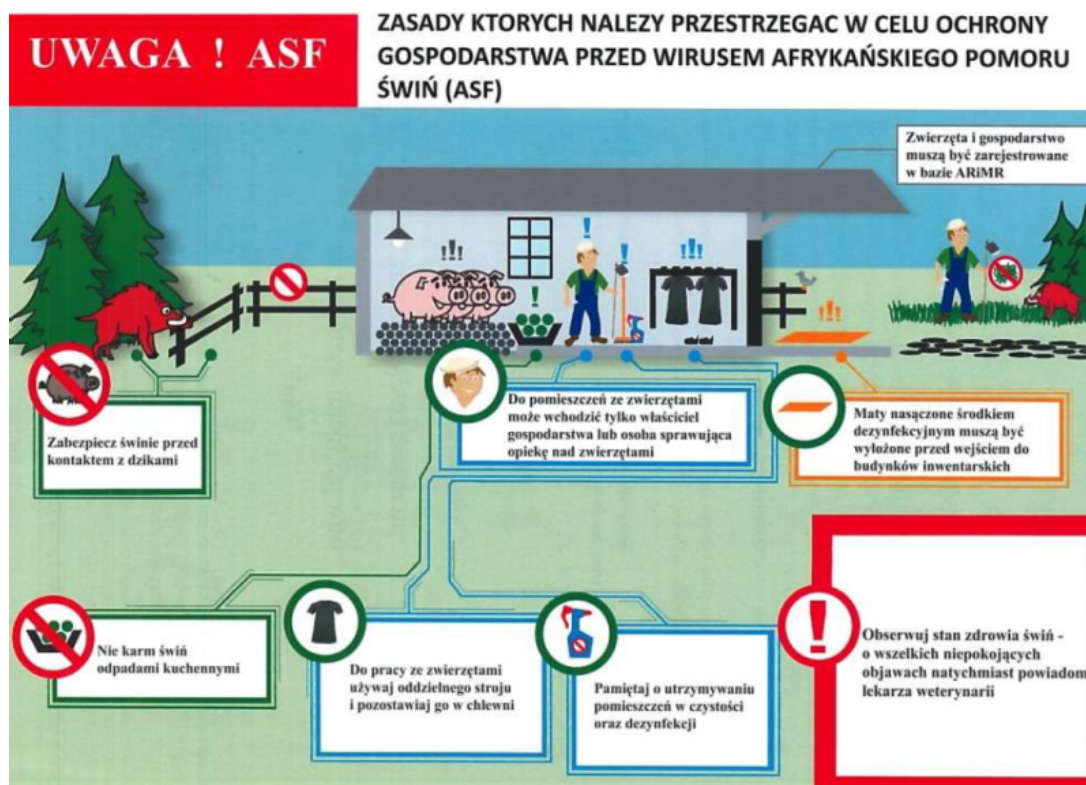 UWAGA ! ASF
ZASADY KTORYCH NALEZY PRZESTRZEGAC W CELU OCHRONY
GOSPODARSTWA PRZED WIRUSEM AFRYKAŃSKIEGO POMORU
ŚWIŃ (ASF)
Zwierzęta i gospodarstwo
muszą być zarejestrowane
w bazie ARiMR
Zabezpiecz świnie przed
kontaktem z dzikami
Do pomieszczeń ze zwierzętami
może wchodzić tylko właściciel
gospodarstwa lub osoba sprawująca
opiekę nad zwierzętami
Maty nasączone środkiem
dezynfekcyjnym muszą być
wyłożone przed wejściem do
budynków inwentarskich
Nie karm świń
odpadami kuchennymi
Do pracy ze zwierzętami
używaj oddzielnego stroju
i pozostawiaj go w chlewni
Pamiętaj o utrzymywaniu
pomieszczeń w czystości
oraz dezynfekcji
Obserwuj stan zdrowia świń -
o wszelkich niepokojących
objawach natychmiast powiadom
lekarza weterynarii